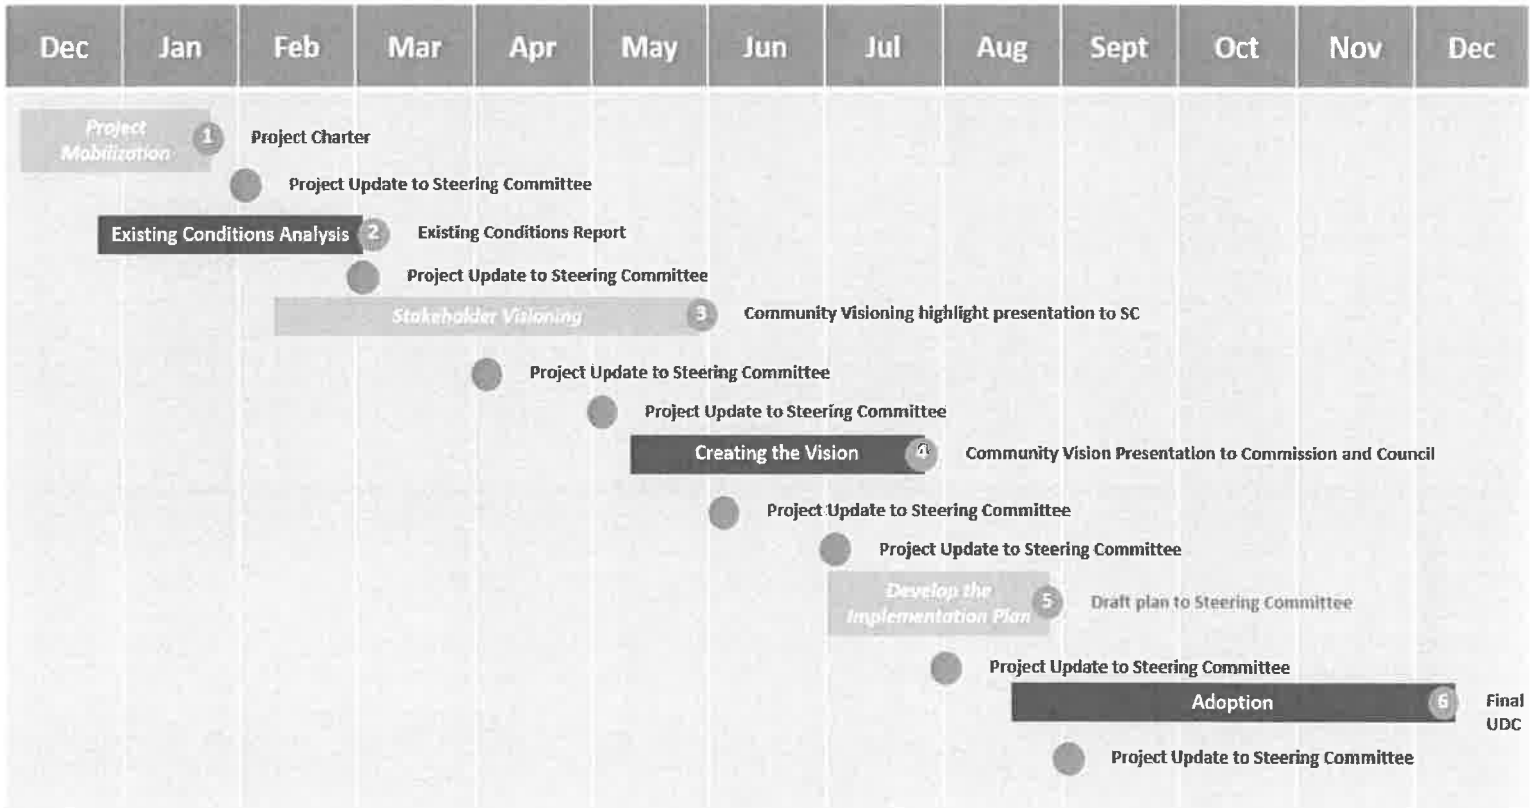 Dec Jan Feb Mar Apr May Jun Jul Aug Sept Oct Nov Dec
Project
Mobilization
1
Project Charter
Project Update to Steering Committee
Existing Conditions Analysis 2 Existing Conditions Report
Project Update to Steering Committee
Stakeholder Visioning 3 Community Visioning highlight presentation to SC
Project Update to Steering Committee
Project Update to Steering Committee
Creating the Vision 4 Community Vision Presentation to Commission and Council
Project Update to Steering Committee
Project Update to Steering Committee
Develop the
Implementation Plan
5
Draft plan to Steering Committee
Project Update to Steering Committee
Adoption 6 Final
UDC
Project Update to Steering Committee